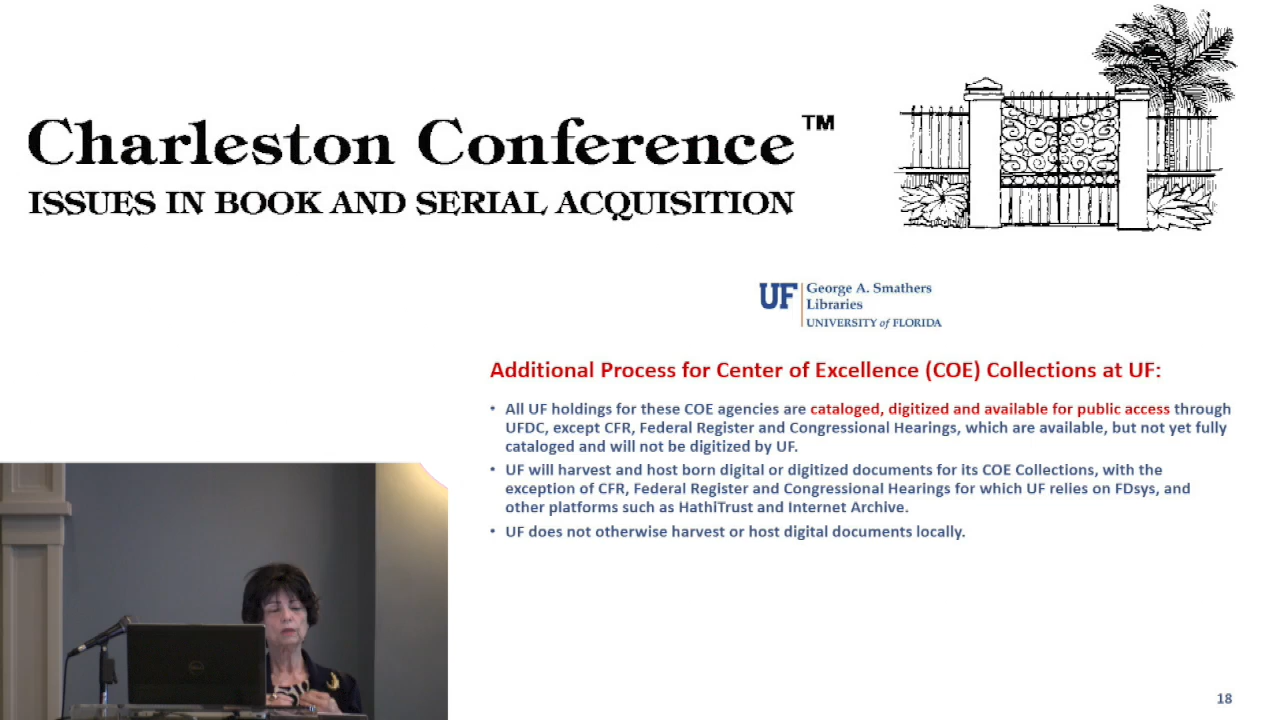 Charleston Conference™
ISSUES IN BOOK AND SERIAL ACQUISITION
UF George A. Smathers
Libraries
UNIVERSITY of FLORIDA
Additional Process for Center of Excellence (COE) Collections at UF:
• All UF holdings for these COE agencies are cataloged, digitized and available for public access through
UFDC, except CFR, Federal Register and Congressional Hearings, which are available, but not yet fully
cataloged and will not be digitized by UF.
• UF will harvest and host born digital or digitized documents for its COE Collections, with the
exception of CFR, Federal Register and Congressional Hearings for which UF relies on FDsys, and
other platforms such as HathiTrust and Internet Archive.
• UF does not otherwise harvest or host digital documents locally.
18